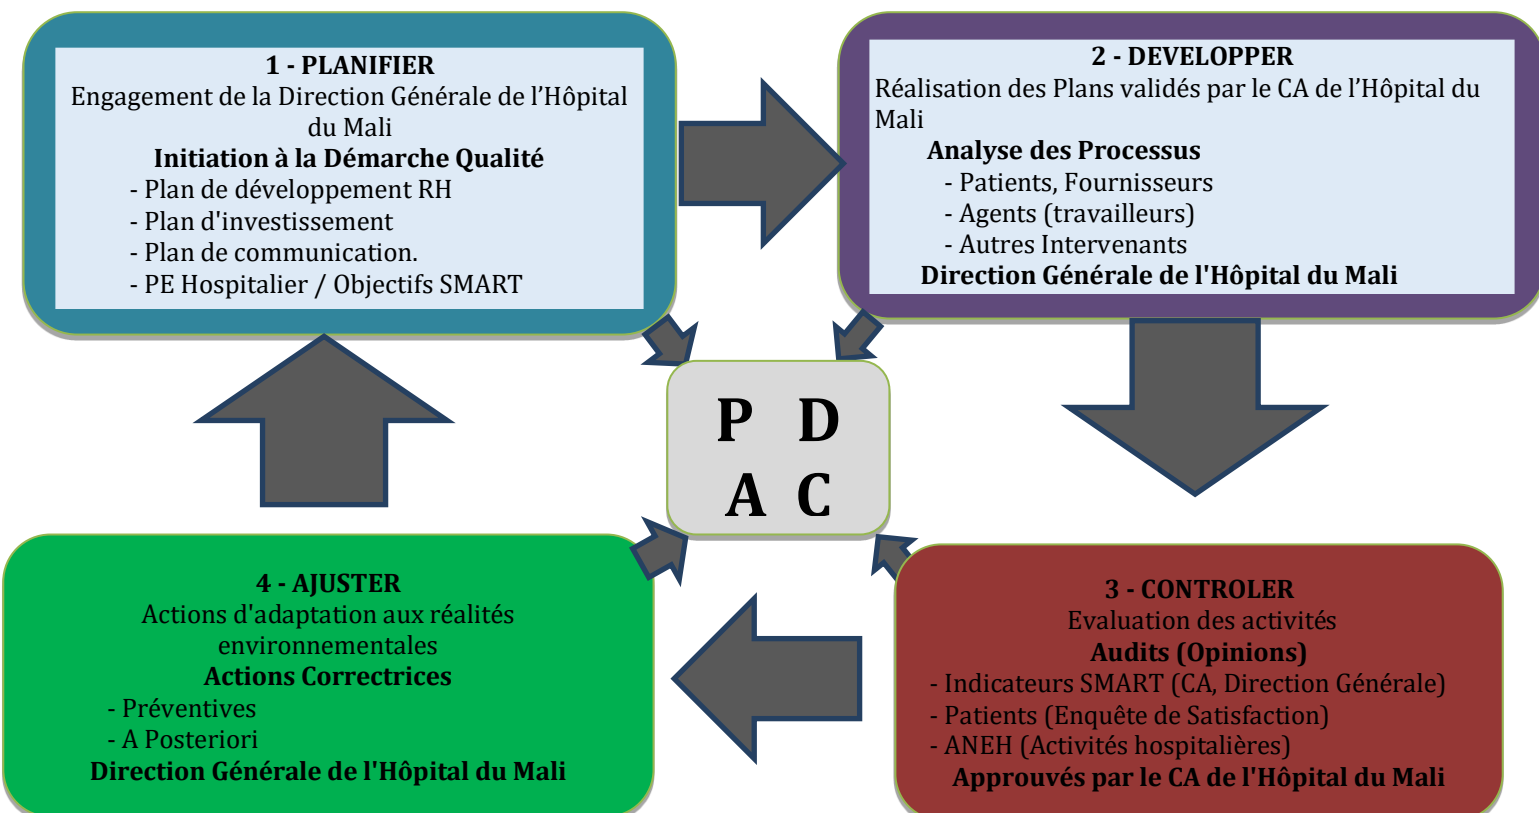 1 - PLANIFIER
Engagement de la Direction Générale de l’Hôpital
du Mali
Initiation à la Démarche Qualité
- Plan de développement RH
- Plan d'investissement
- Plan de communication.
- PE Hospitalier / Objectifs SMART
2 - DEVELOPPER
Réalisation des Plans validés par le CA de l’Hôpital du
Mali
Analyse des Processus
- Patients, Fournisseurs
- Agents (travailleurs)
- Autres Intervenants
Direction Générale de l'Hôpital du Mali
P D
A C
4 - AJUSTER
Actions d'adaptation aux réalités
environnementales
Actions Correctrices
- Préventives
- A Posteriori
Direction Générale de l'Hôpital du Mali
3 - CONTROLER
Evaluation des activités
Audits (Opinions)
- Indicateurs SMART (CA, Direction Générale)
- Patients (Enquête de Satisfaction)
- ANEH (Activités hospitalières)
Approuvés par le CA de l'Hôpital du Mali